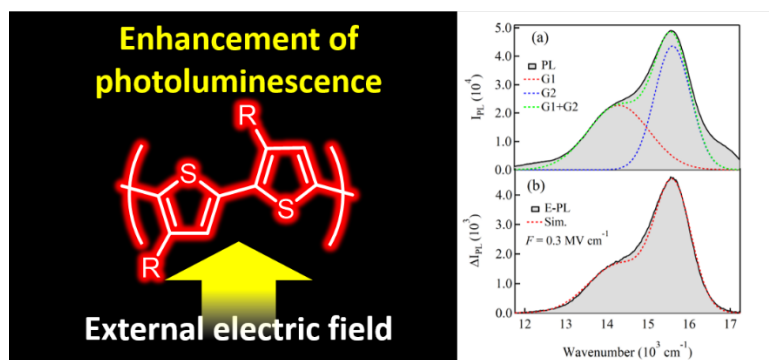 Enhancement of
photoluminescence
R
S
S
R
External electric field
(a)
PL
G1
G2
G1+G2
I_PL (10^4)
5.0
4.0
3.0
2.0
1.0
0.0
(b)
E-PL
Sim.
F = 0.3 MV cm^-1
ΔI_PL (10^3)
4.0
3.0
2.0
1.0
0.0
12 13 14 15 16 17
Wavenumber (10^3 cm^-1)